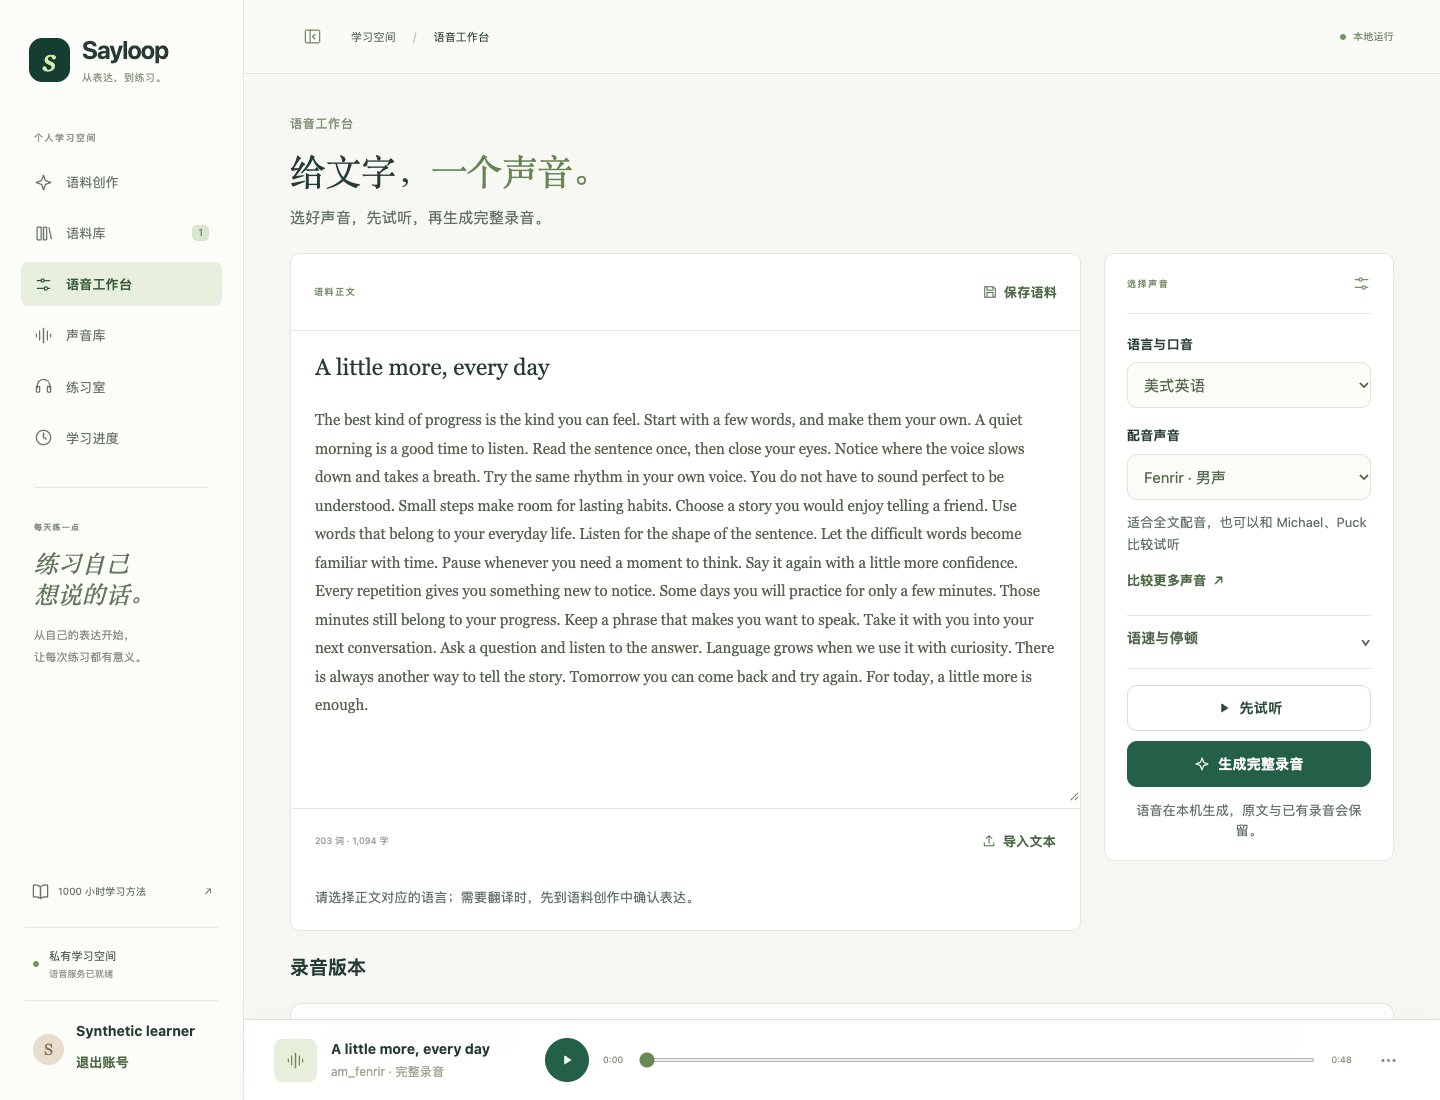 S
Sayloop
从表达，到练习。
个人学习空间
语料创作
语料库
1
语音工作台
声音库
练习室
学习进度
每天练一点
练习自己
想说的话。
从自己的表达开始，
让每次练习都有意义。
1000 小时学习方法
私有学习空间
语音服务已就绪
S
Synthetic learner
退出账号
学习空间 / 语音工作台
本地运行
语音工作台
给文字，一个声音。
选好声音，先试听，再生成完整录音。
语料正文
保存语料
A little more, every day
The best kind of progress is the kind you can feel. Start with a few words, and make them your own. A quiet
morning is a good time to listen. Read the sentence once, then close your eyes. Notice where the voice slows
down and takes a breath. Try the same rhythm in your own voice. You do not have to sound perfect to be
understood. Small steps make room for lasting habits. Choose a story you would enjoy telling a friend. Use
words that belong to your everyday life. Listen for the shape of the sentence. Let the difficult words become
familiar with time. Pause whenever you need a moment to think. Say it again with a little more confidence.
Every repetition gives you something new to notice. Some days you will practice for only a few minutes. Those
minutes still belong to your progress. Keep a phrase that makes you want to speak. Take it with you into your
next conversation. Ask a question and listen to the answer. Language grows when we use it with curiosity. There
is always another way to tell the story. Tomorrow you can come back and try again. For today, a little more is
enough.
203 词 · 1,094 字
导入文本
请选择正文对应的语言；需要翻译时，先到语料创作中确认表达。
选择声音
语言与口音
美式英语
配音声音
Fenrir · 男声
适合全文配音，也可以和 Michael、Puck
比较试听
比较更多声音
语速与停顿
先试听
生成完整录音
语音在本机生成，原文与已有录音会保
留。
录音版本
A little more, every day
am_fenrir · 完整录音
0:00
0:48